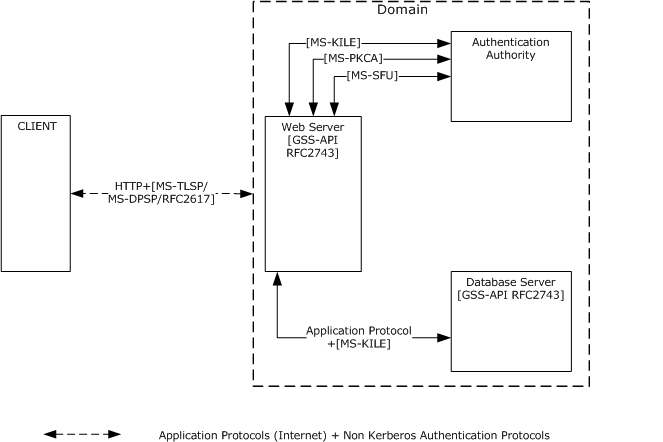 Domain
[MS-KILE]
[MS-PKCA]
[MS-SFU]
Authentication
Authority
CLIENT
Web Server
[GSS-API
RFC2743]
HTTP+[MS-TLSP/
MS-DPSP/RFC2617]
Database Server
[GSS-API RFC2743]
Application Protocol
+[MS-KILE]
Application Protocols (Internet) + Non Kerberos Authentication Protocols